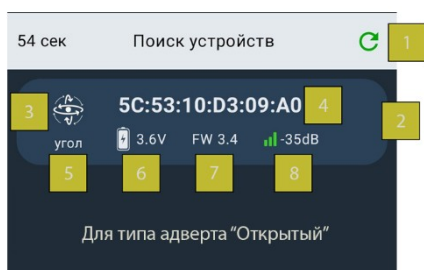 54 сек Поиск устройств 1
3 5C:53:10:D3:09:A0 4 2
угол 3.6V FW 3.4 -35dB
5 6 7 8
Для типа адверта “Открытый”